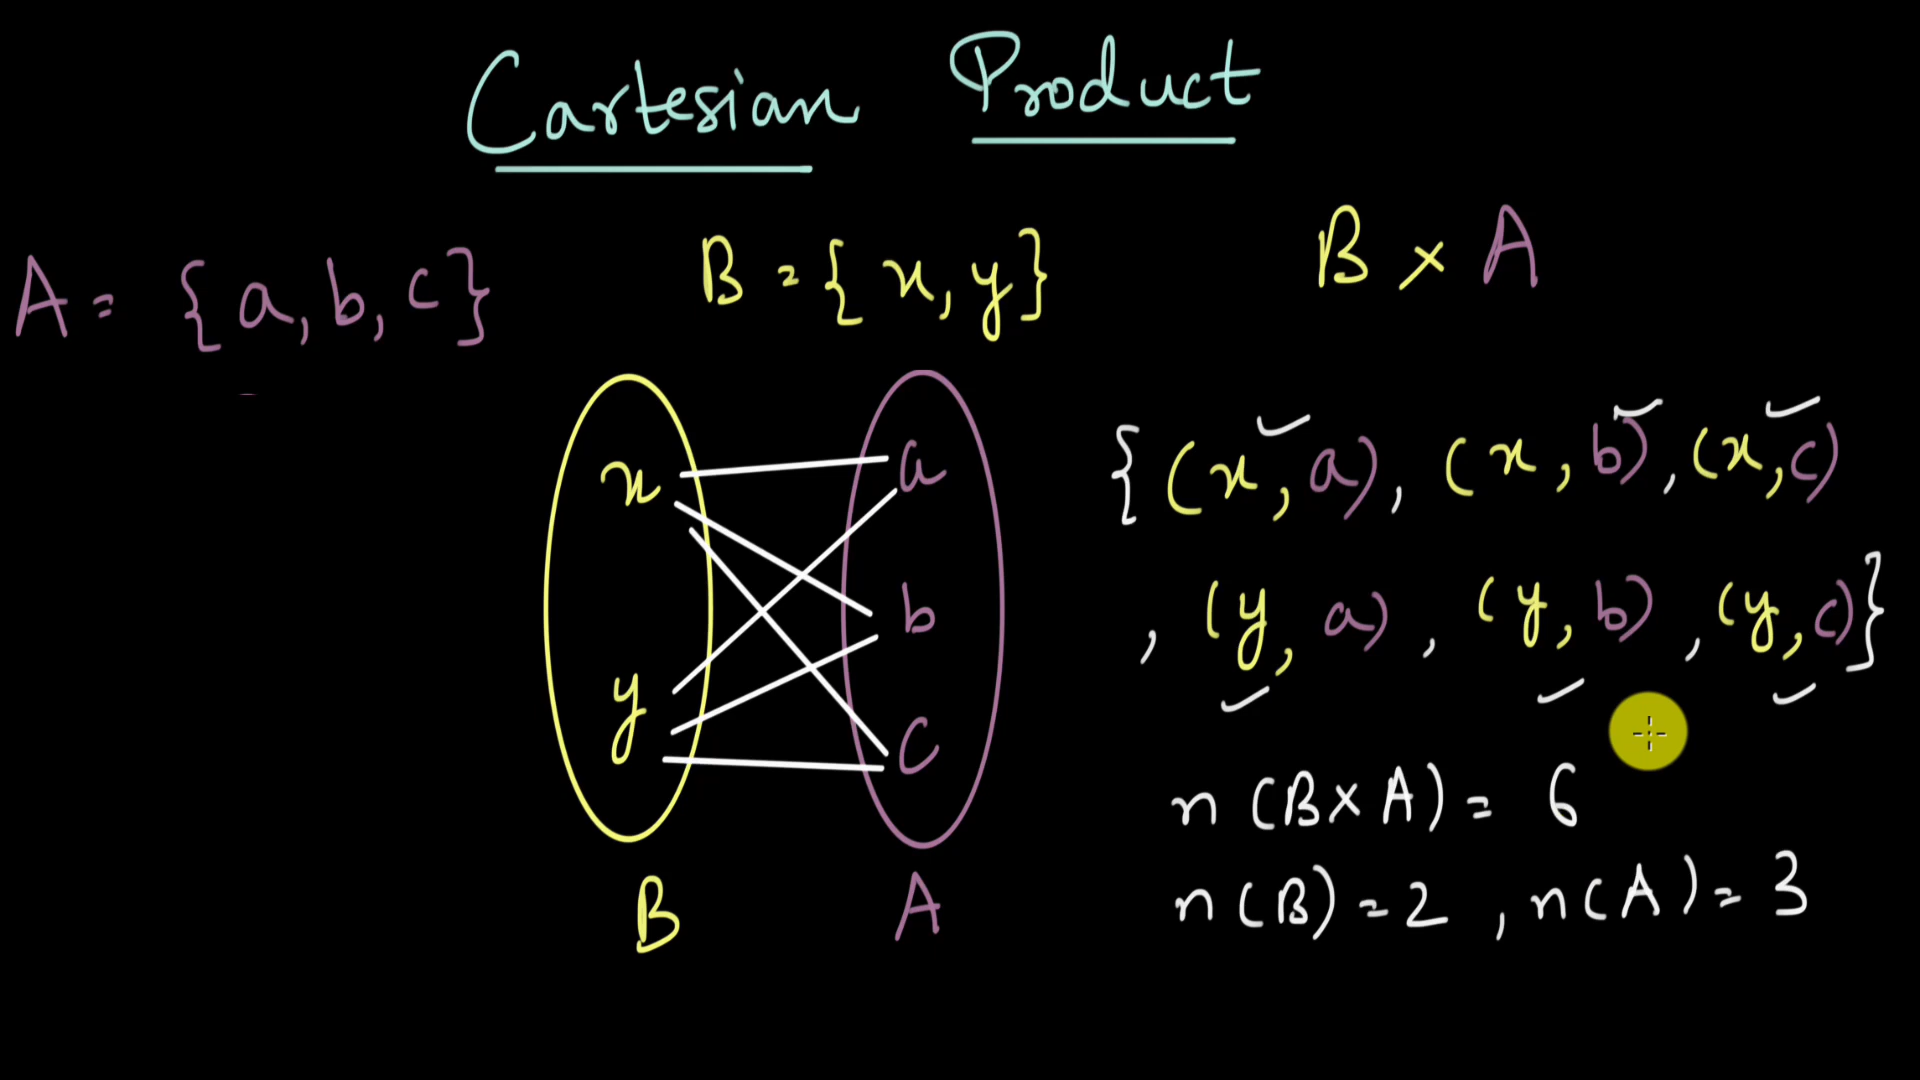 Cartesian Product
A = {a, b, c} B = {x, y} B × A
x a
y b
c
B A
{(x, a), (x, b), (x, c)
, (y, a), (y, b), (y, c)}
n(B×A) = 6
n(B) = 2, n(A) = 3